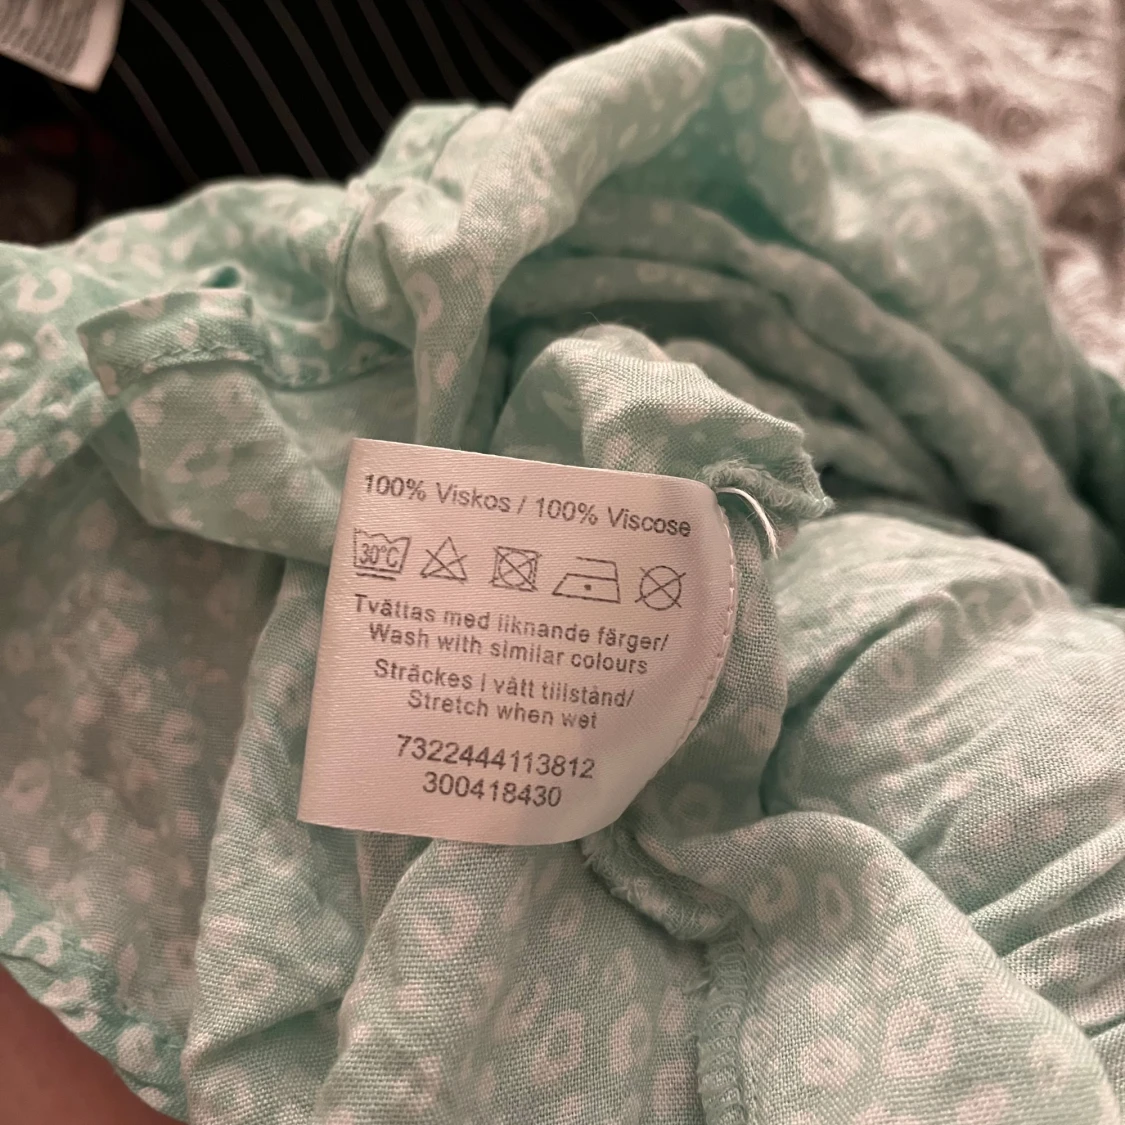 100% Viskos / 100% Viscose
30°C
Tvättas med liknande färger/
Wash with similar colours
Sträckes i vått tillstånd/
Stretch when wet
7322444113812
300418430